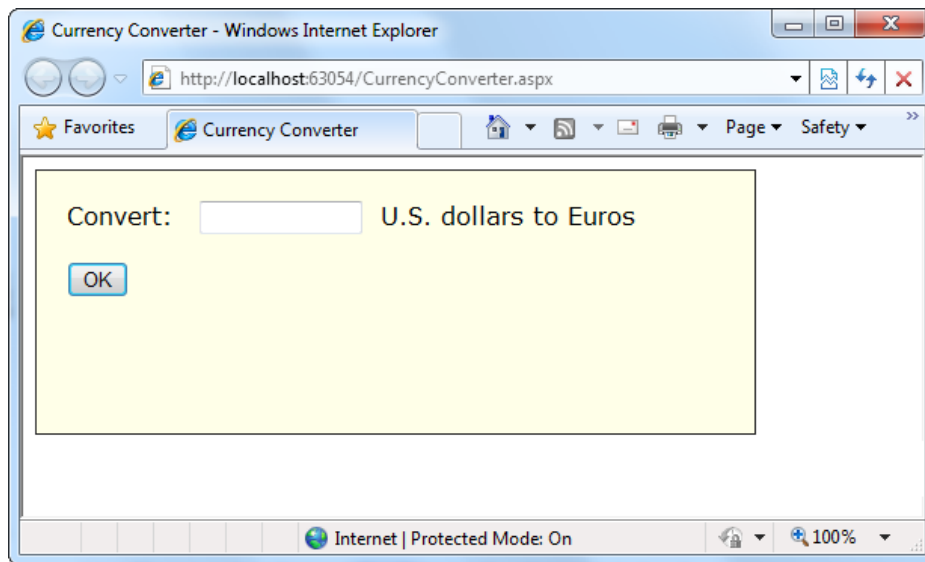 Currency Converter - Windows Internet Explorer
http://localhost:63054/CurrencyConverter.aspx
Favorites Currency Converter Page Safety »
Convert: U.S. dollars to Euros
OK
Internet | Protected Mode: On 100%